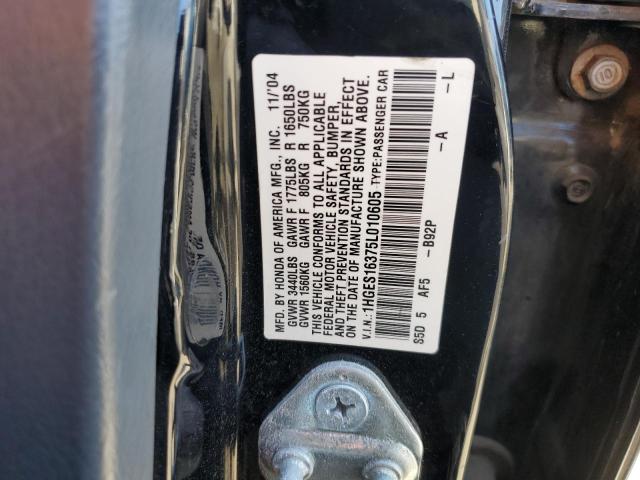 MFD. BY HONDA OF AMERICA MFG., INC. 11/'04
GVWR 3440LBS GAWR F 1775LBS R 1650LBS
GVWR 1560KG GAWR F 805KG R 750KG
THIS VEHICLE CONFORMS TO ALL APPLICABLE
FEDERAL MOTOR VEHICLE SAFETY, BUMPER,
AND THEFT PREVENTION STANDARDS IN EFFECT
ON THE DATE OF MANUFACTURE SHOWN ABOVE.
V.I.N.:1HGES16375L010605 TYPE:PASSENGER CAR
S5D 5 AF5 -B92P -A -L
10